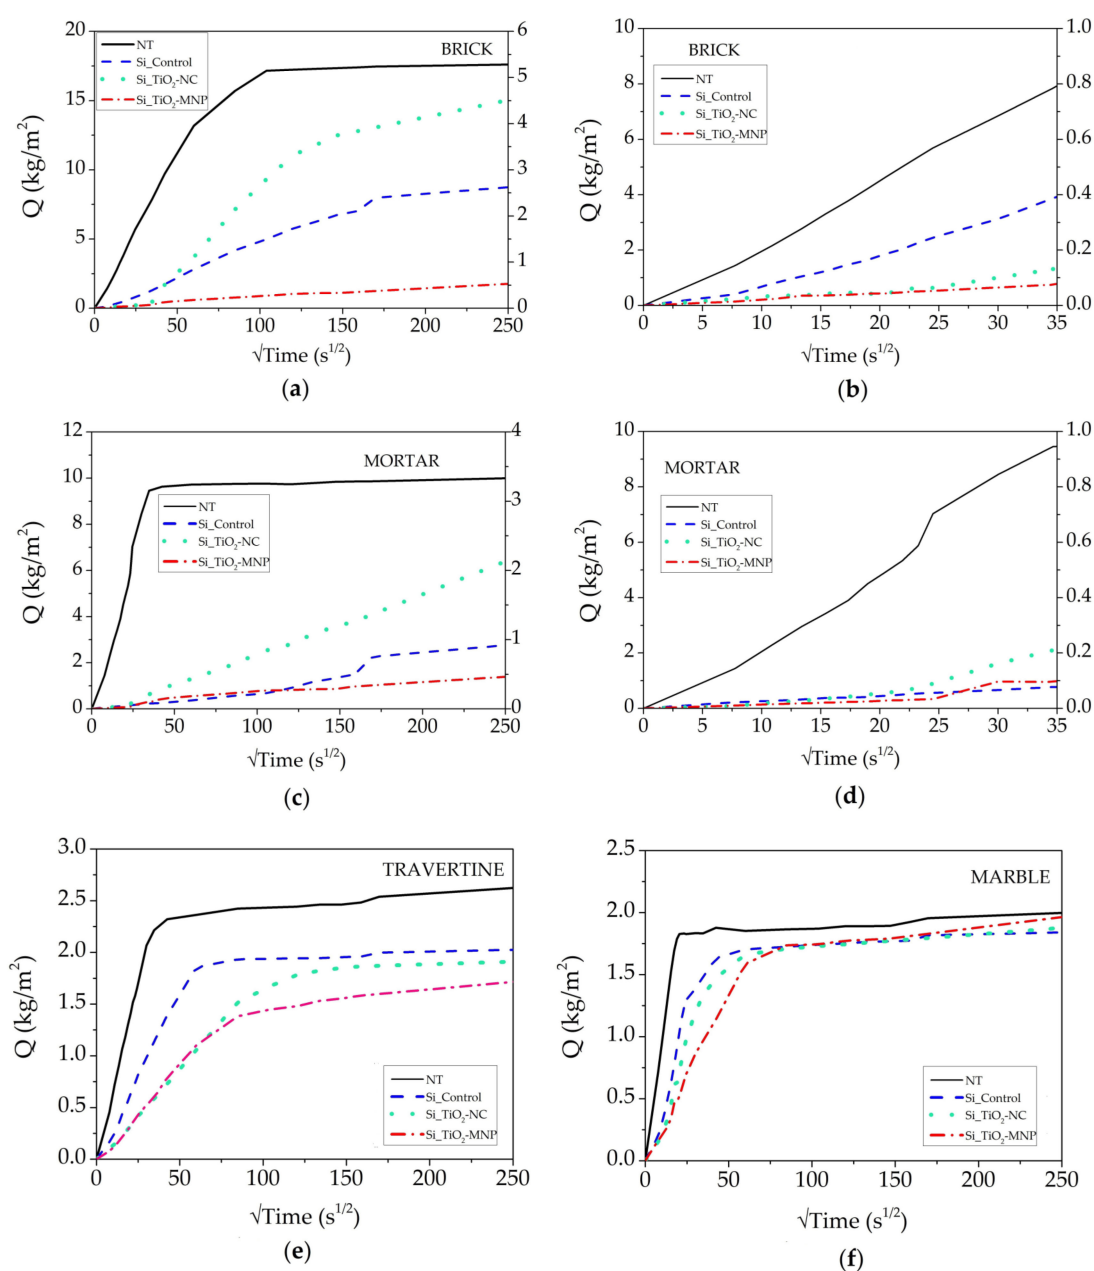 BRICK
NT
Si_Control
Si_TiO2-NC
Si_TiO2-MNP
Q (kg/m2)
20
15
10
5
0
6
5
4
3
2
1
0
0 50 100 150 200 250
√Time (s1/2)
(a)
BRICK
NT
Si_Control
Si_TiO2-NC
Si_TiO2-MNP
Q (kg/m2)
10
8
6
4
2
0
1.0
0.8
0.6
0.4
0.2
0.0
0 5 10 15 20 25 30 35
√Time (s1/2)
(b)
MORTAR
NT
Si_Control
Si_TiO2-NC
Si_TiO2-MNP
Q (kg/m2)
12
10
8
6
4
2
0
4
3
2
1
0
0 50 100 150 200 250
√Time (s1/2)
(c)
MORTAR
NT
Si_Control
Si_TiO2-NC
Si_TiO2-MNP
Q (kg/m2)
10
8
6
4
2
0
1.0
0.8
0.6
0.4
0.2
0.0
0 5 10 15 20 25 30 35
√Time (s1/2)
(d)
TRAVERTINE
NT
Si_Control
Si_TiO2-NC
Si_TiO2-MNP
Q (kg/m2)
3.0
2.5
2.0
1.5
1.0
0.5
0.0
0 50 100 150 200 250
√Time (s1/2)
(e)
MARBLE
NT
Si_Control
Si_TiO2-NC
Si_TiO2-MNP
Q (kg/m2)
2.5
2.0
1.5
1.0
0.5
0.0
0 50 100 150 200 250
√Time (s1/2)
(f)